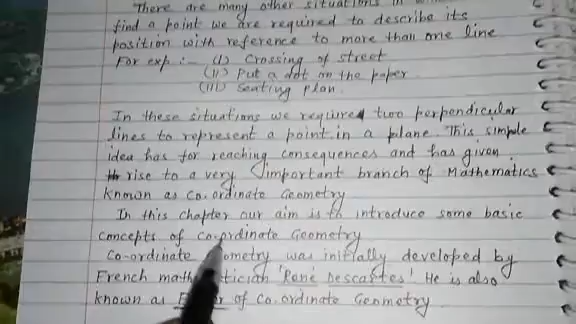 There are many other situations in
find a point we are required to describe its
position with reference to more than one line
For exp :- (I) Crossing of street
(II) Put a dot on the paper
(III) Seating plan.
In these situations we required two perpendicular
lines to represent a point in a plane. This simple
idea has for reaching consequences and has given
rise to a very important branch of Mathematics
known as Co.ordinate Geometry
In this chapter our aim is to introduce some basic
concepts of Co-ordinate Geometry
Co-ordinate ometry was initially developed by
French math tician 'René Descartes' He is also
known as of Co.ordinate Geometry